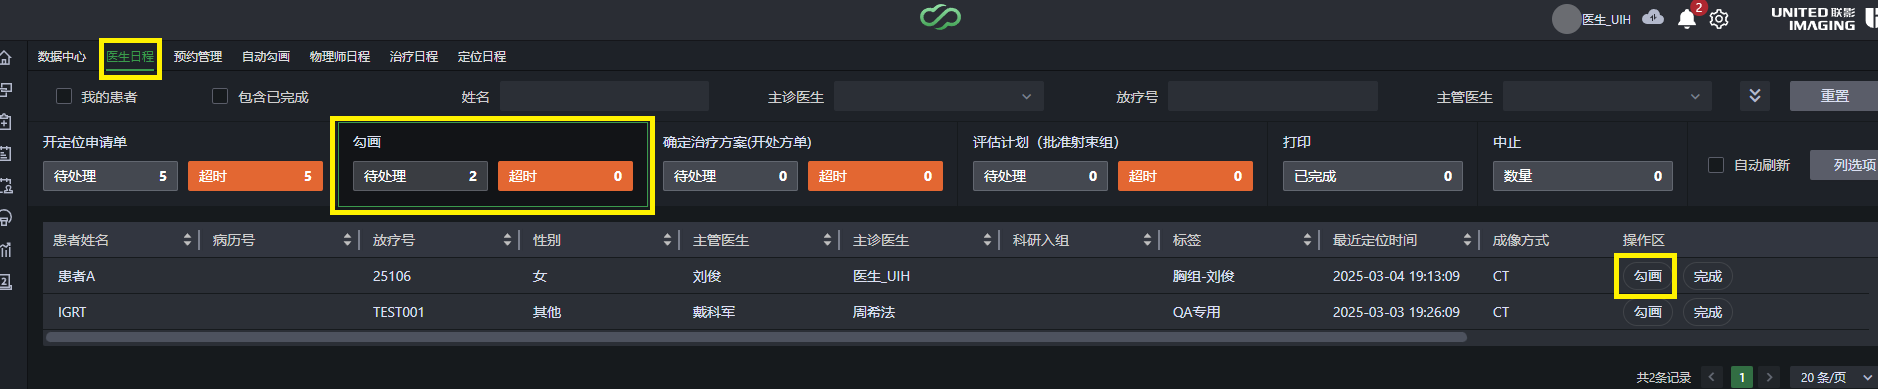 医生_UIH 2 UNITED 联影
IMAGING
数据中心 医生日程 预约管理 自动勾画 物理师日程 治疗日程 定位日程
我的患者 包含已完成 姓名 主诊医生 放疗号 主管医生 重置
开定位申请单 勾画 确定治疗方案(开处方单) 评估计划（批准射束组） 打印 中止
待处理 5 超时 5 待处理 2 超时 0 待处理 0 超时 0 待处理 0 超时 0 已完成 0 数量 0 自动刷新 列选项
患者姓名 病历号 放疗号 性别 主管医生 主诊医生 科研入组 标签 最近定位时间 成像方式 操作区
患者A 25106 女 刘俊 医生_UIH 胸组-刘俊 2025-03-04 19:13:09 CT 勾画 完成
IGRT TEST001 其他 戴科军 周希法 QA专用 2025-03-03 19:26:09 CT 勾画 完成
共2条记录 1 20 条/页